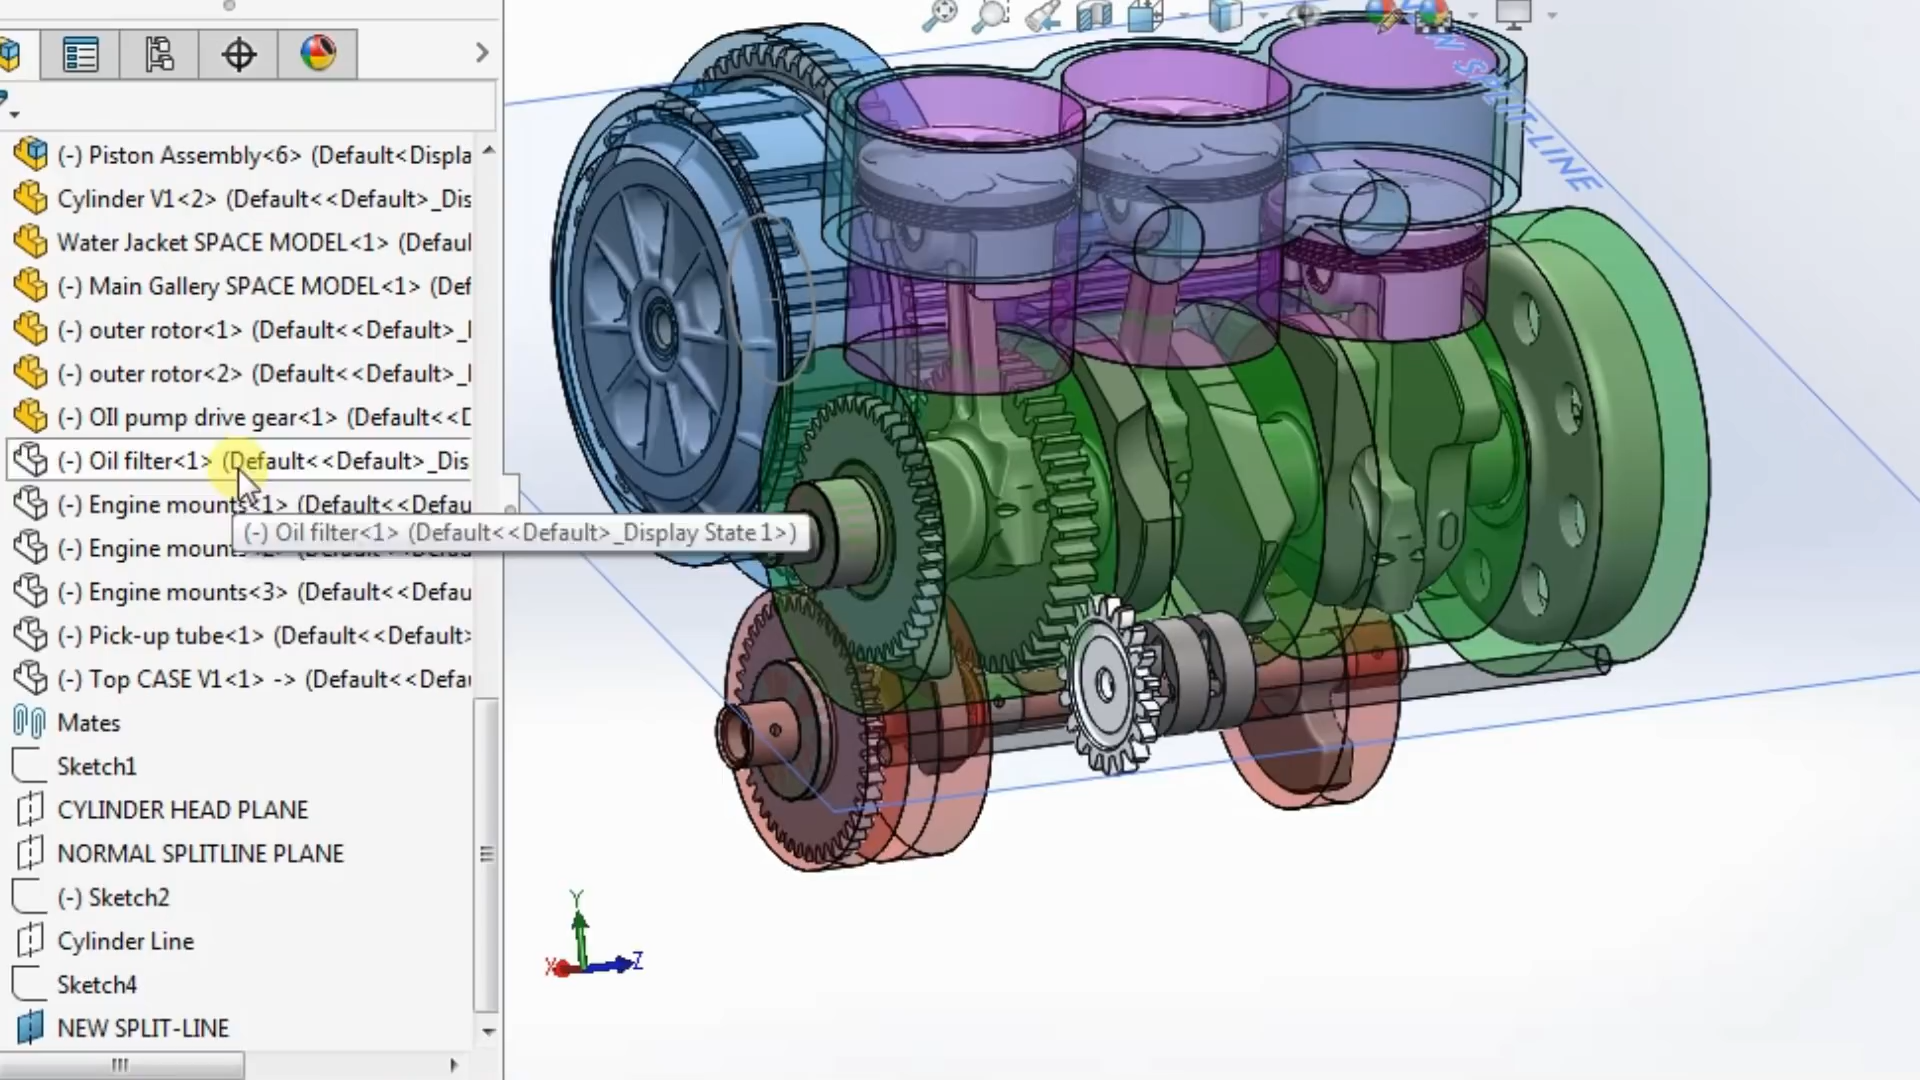 (-) Piston Assembly<6> (Default<Displa
Cylinder V1<2> (Default<<Default>_Dis
Water Jacket SPACE MODEL<1> (Defaul
(-) Main Gallery SPACE MODEL<1> (Def
(-) outer rotor<1> (Default<<Default>_
(-) outer rotor<2> (Default<<Default>_
(-) OIl pump drive gear<1> (Default<<D
(-) Oil filter<1> (Default<<Default>_Dis
(-) Engine mounts<1> (Default<<Defau
(-) Oil filter<1> (Default<<Default>_Display State 1>)
(-) Engine
(-) Engine mounts<3> (Default<<Defau
(-) Pick-up tube<1> (Default<<Default>
(-) Top CASE V1<1> -> (Default<<Defau
Mates
Sketch1
CYLINDER HEAD PLANE
NORMAL SPLITLINE PLANE
(-) Sketch2
Cylinder Line
Sketch4
NEW SPLIT-LINE
SPLIT-LINE
Y
X
Z